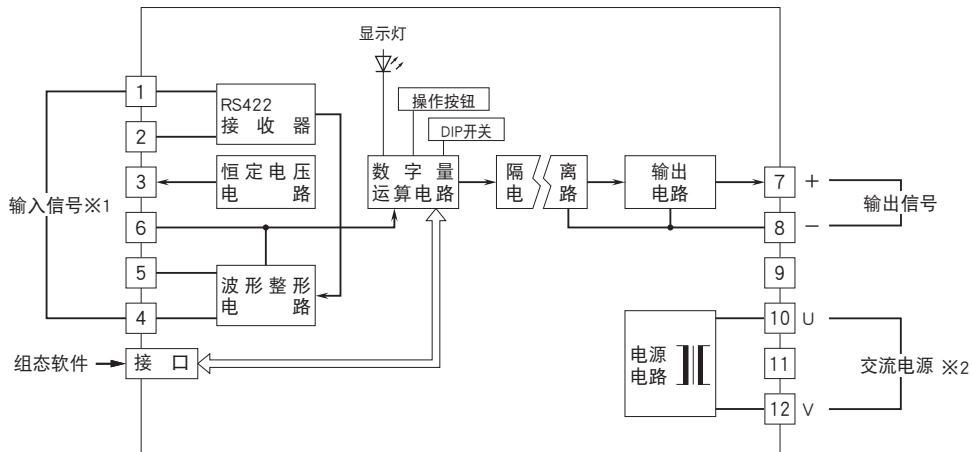 显示灯
操作按钮
DIP开关
1
2
3
6
5
4
RS422
接收器
恒定电压
电路
波形整形
电路
数字量
运算电路
隔离
电路
输出
电路
7 +
8 −
9
10 U
11
12 V
输入信号※1
输出信号
电源
电路
交流电源 ※2
组态软件
接口